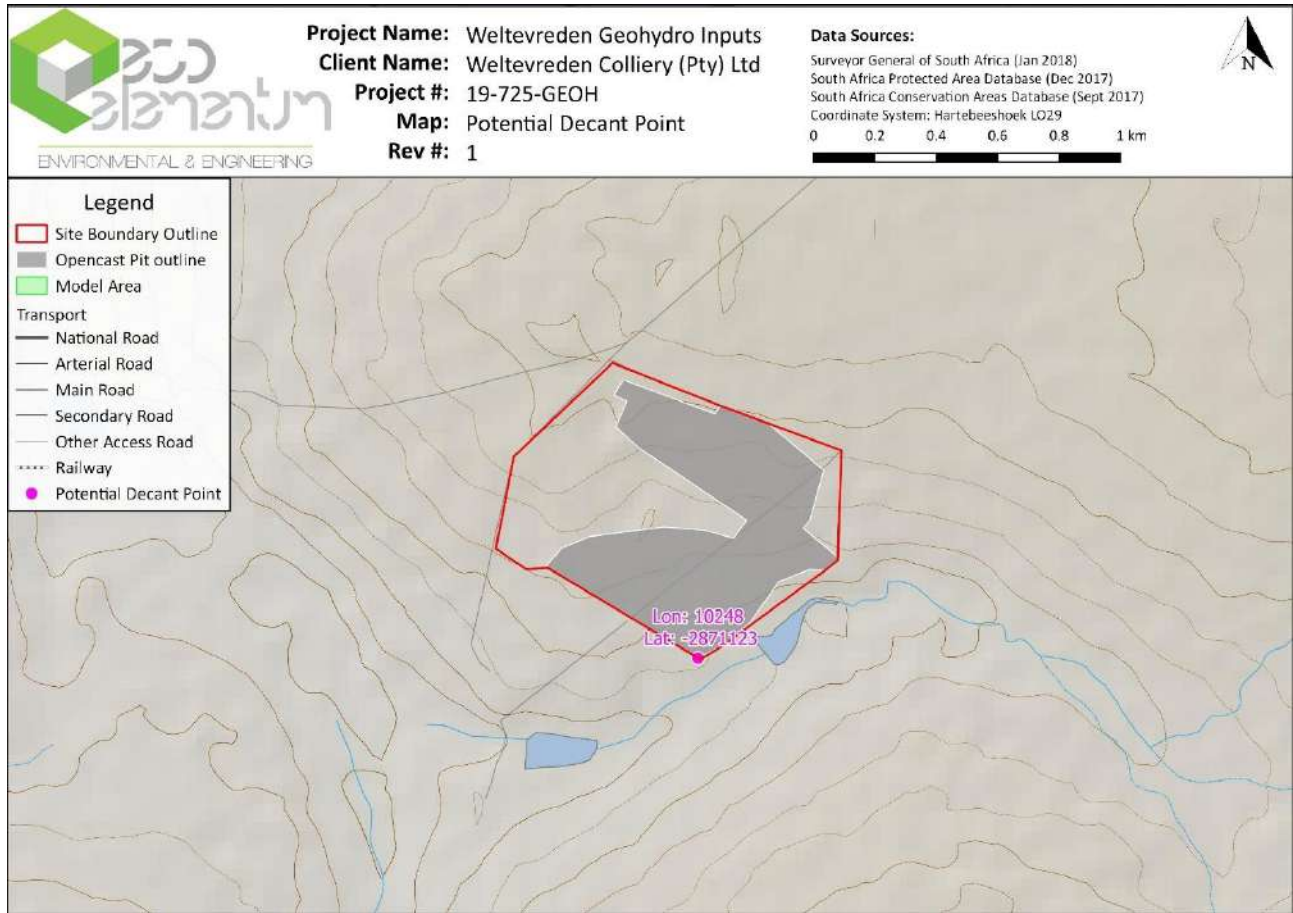 eco elementum
ENVIRONMENTAL & ENGINEERING
Project Name: Weltevreden Geohydro Inputs
Client Name: Weltevreden Colliery (Pty) Ltd
Project #: 19-725-GEOH
Map: Potential Decant Point
Rev #: 1
Data Sources:
Surveyor General of South Africa (Jan 2018)
South Africa Protected Area Database (Dec 2017)
South Africa Conservation Areas Database (Sept 2017)
Coordinate System: Hartebeeshoek LO29
0 0.2 0.4 0.6 0.8 1 km
N
Legend
Site Boundary Outline
Opencast Pit outline
Model Area
Transport
National Road
Arterial Road
Main Road
Secondary Road
Other Access Road
Railway
Potential Decant Point
Lon: 10248
Lat: -2871123